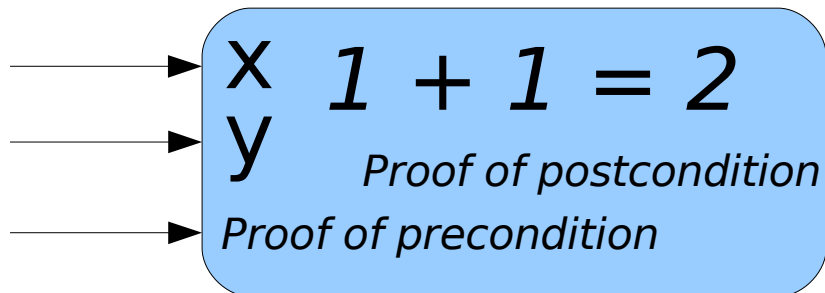 x 1 + 1 = 2
y
Proof of postcondition
Proof of precondition